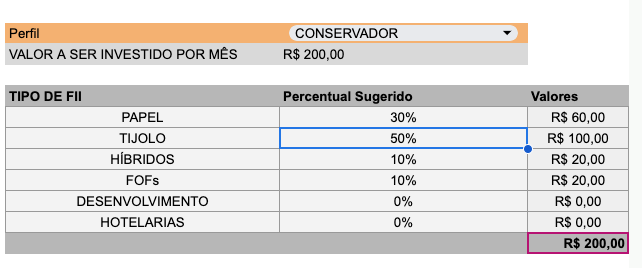 Perfil CONSERVADOR
VALOR A SER INVESTIDO POR MÊS R$ 200,00
TIPO DE FII Percentual Sugerido Valores
PAPEL 30% R$ 60,00
TIJOLO 50% R$ 100,00
HÍBRIDOS 10% R$ 20,00
FOFs 10% R$ 20,00
DESENVOLVIMENTO 0% R$ 0,00
HOTELARIAS 0% R$ 0,00
R$ 200,00